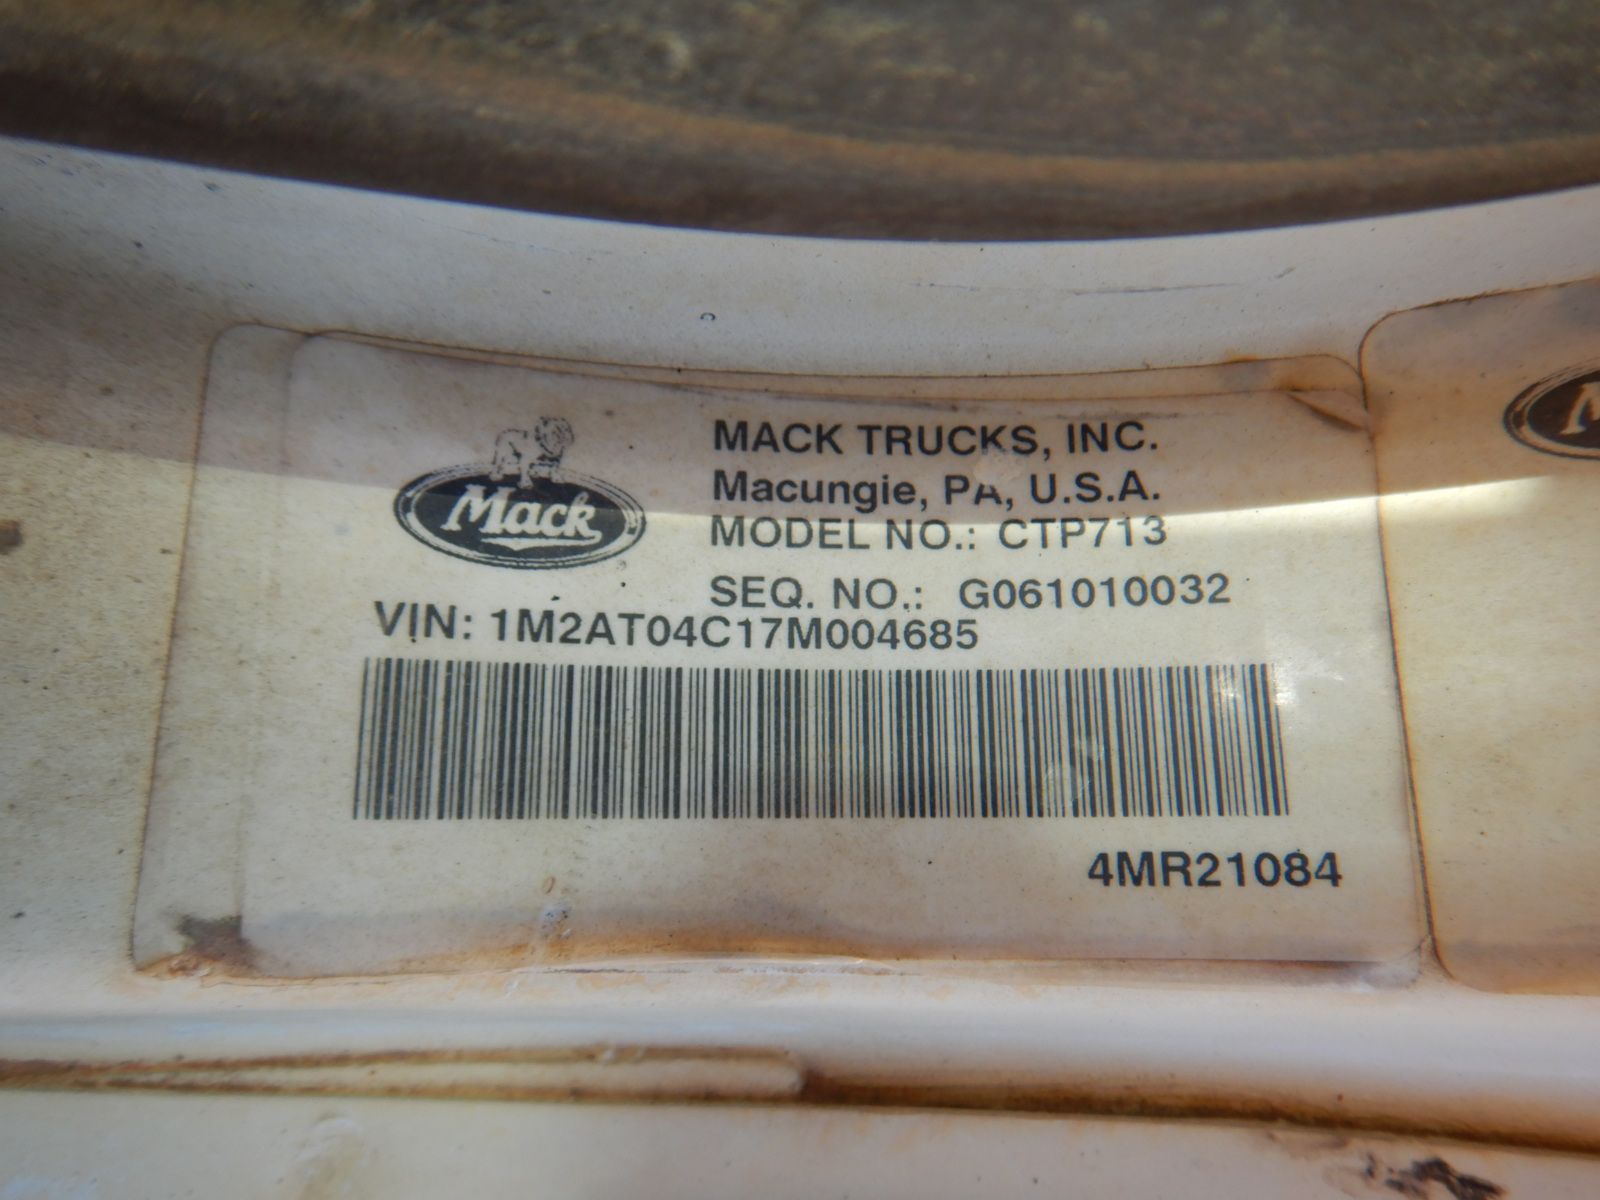 Mack
MACK TRUCKS, INC.
Macungie, PA, U.S.A.
MODEL NO.: CTP713
SEQ. NO.: G061010032
VIN: 1M2AT04C17M004685
4MR21084